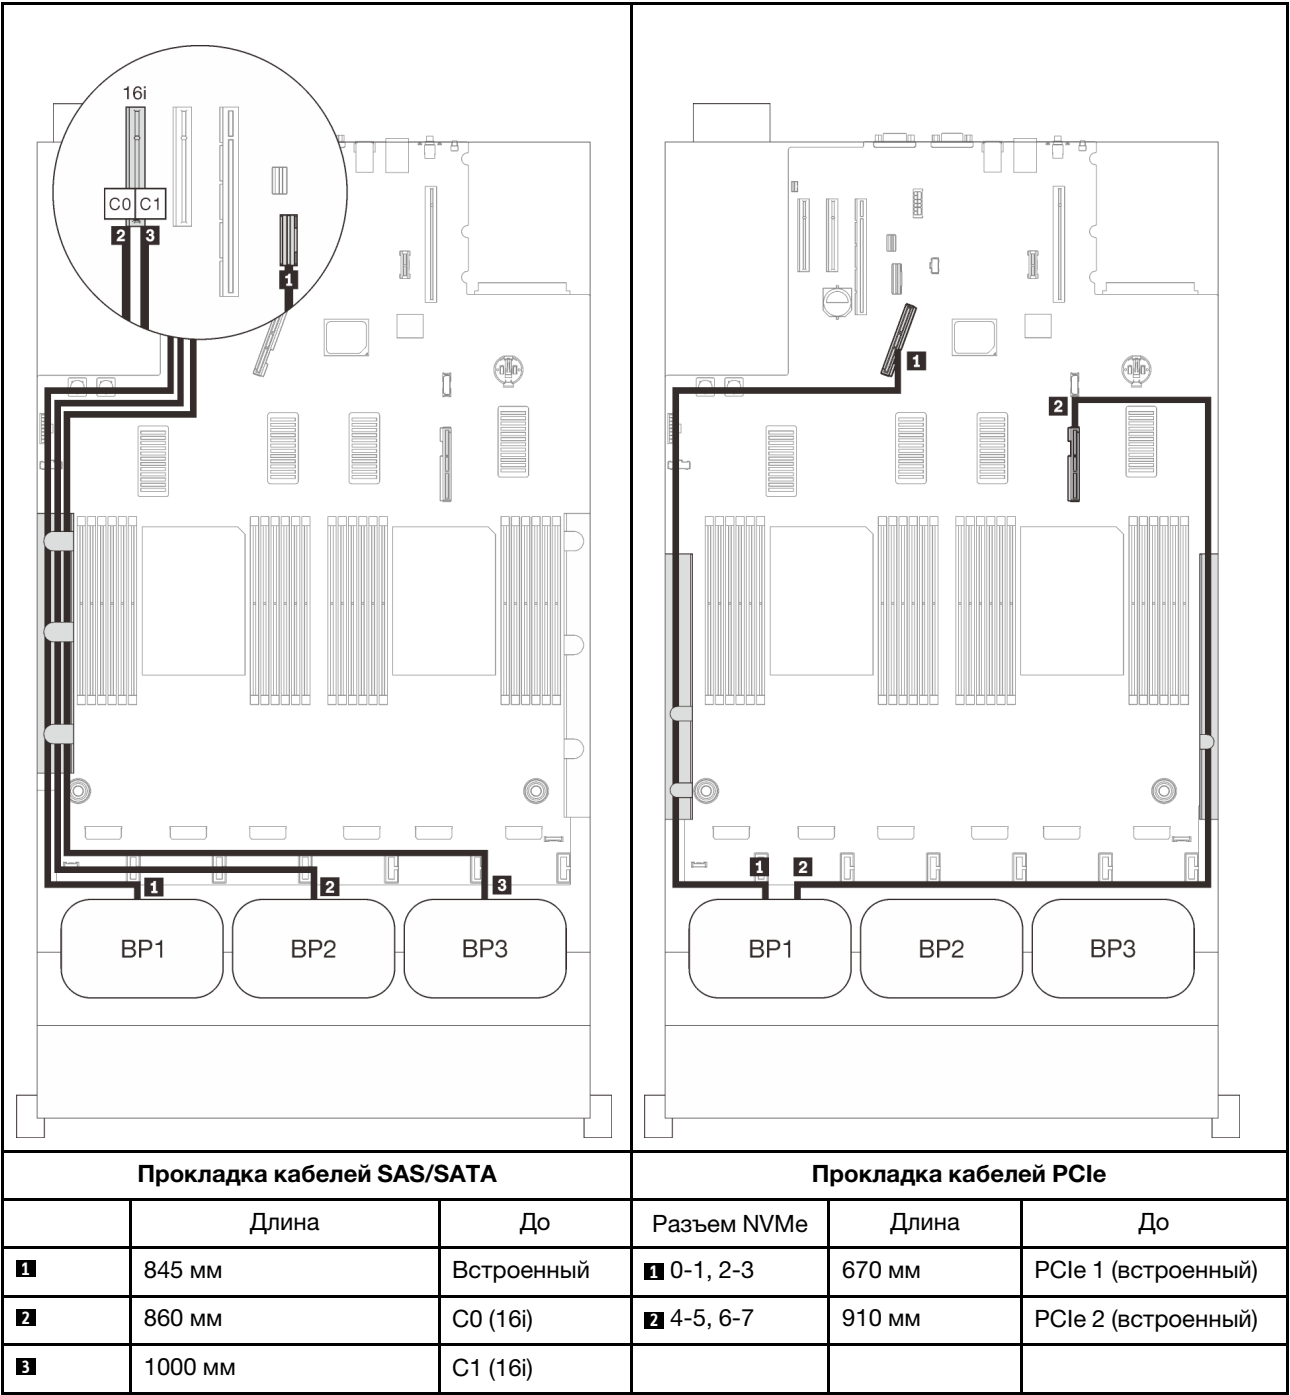 16i
C0 C1
2 3
1
1
2
1
2
3
1
2
BP1 BP2 BP3
BP1 BP2 BP3
Прокладка кабелей SAS/SATA
Прокладка кабелей PCIe
Длина До Разъем NVMe Длина До
1 845 мм Встроенный 1 0-1, 2-3 670 мм PCIe 1 (встроенный)
2 860 мм C0 (16i) 2 4-5, 6-7 910 мм PCIe 2 (встроенный)
3 1000 мм C1 (16i)